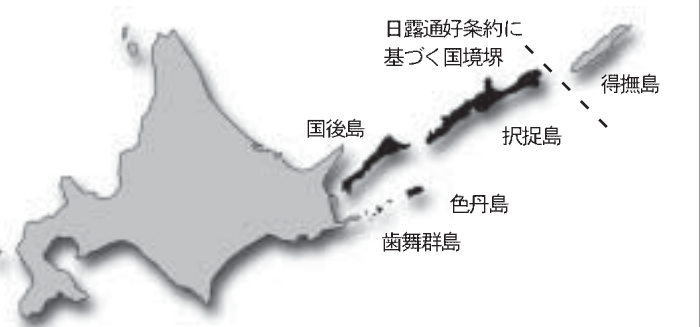 日露通好条約に
基づく国境堺
得撫島
国後島
択捉島
色丹島
歯舞群島